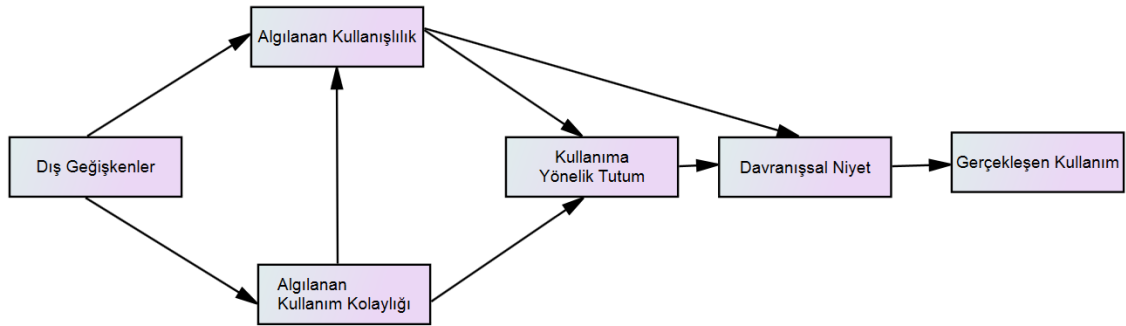 Algılanan Kullanışlılık
Dış Geğişkenler
Kullanıma
Yönelik Tutum
Davranışsal Niyet
Gerçekleşen Kullanım
Algılanan
Kullanım Kolaylığı